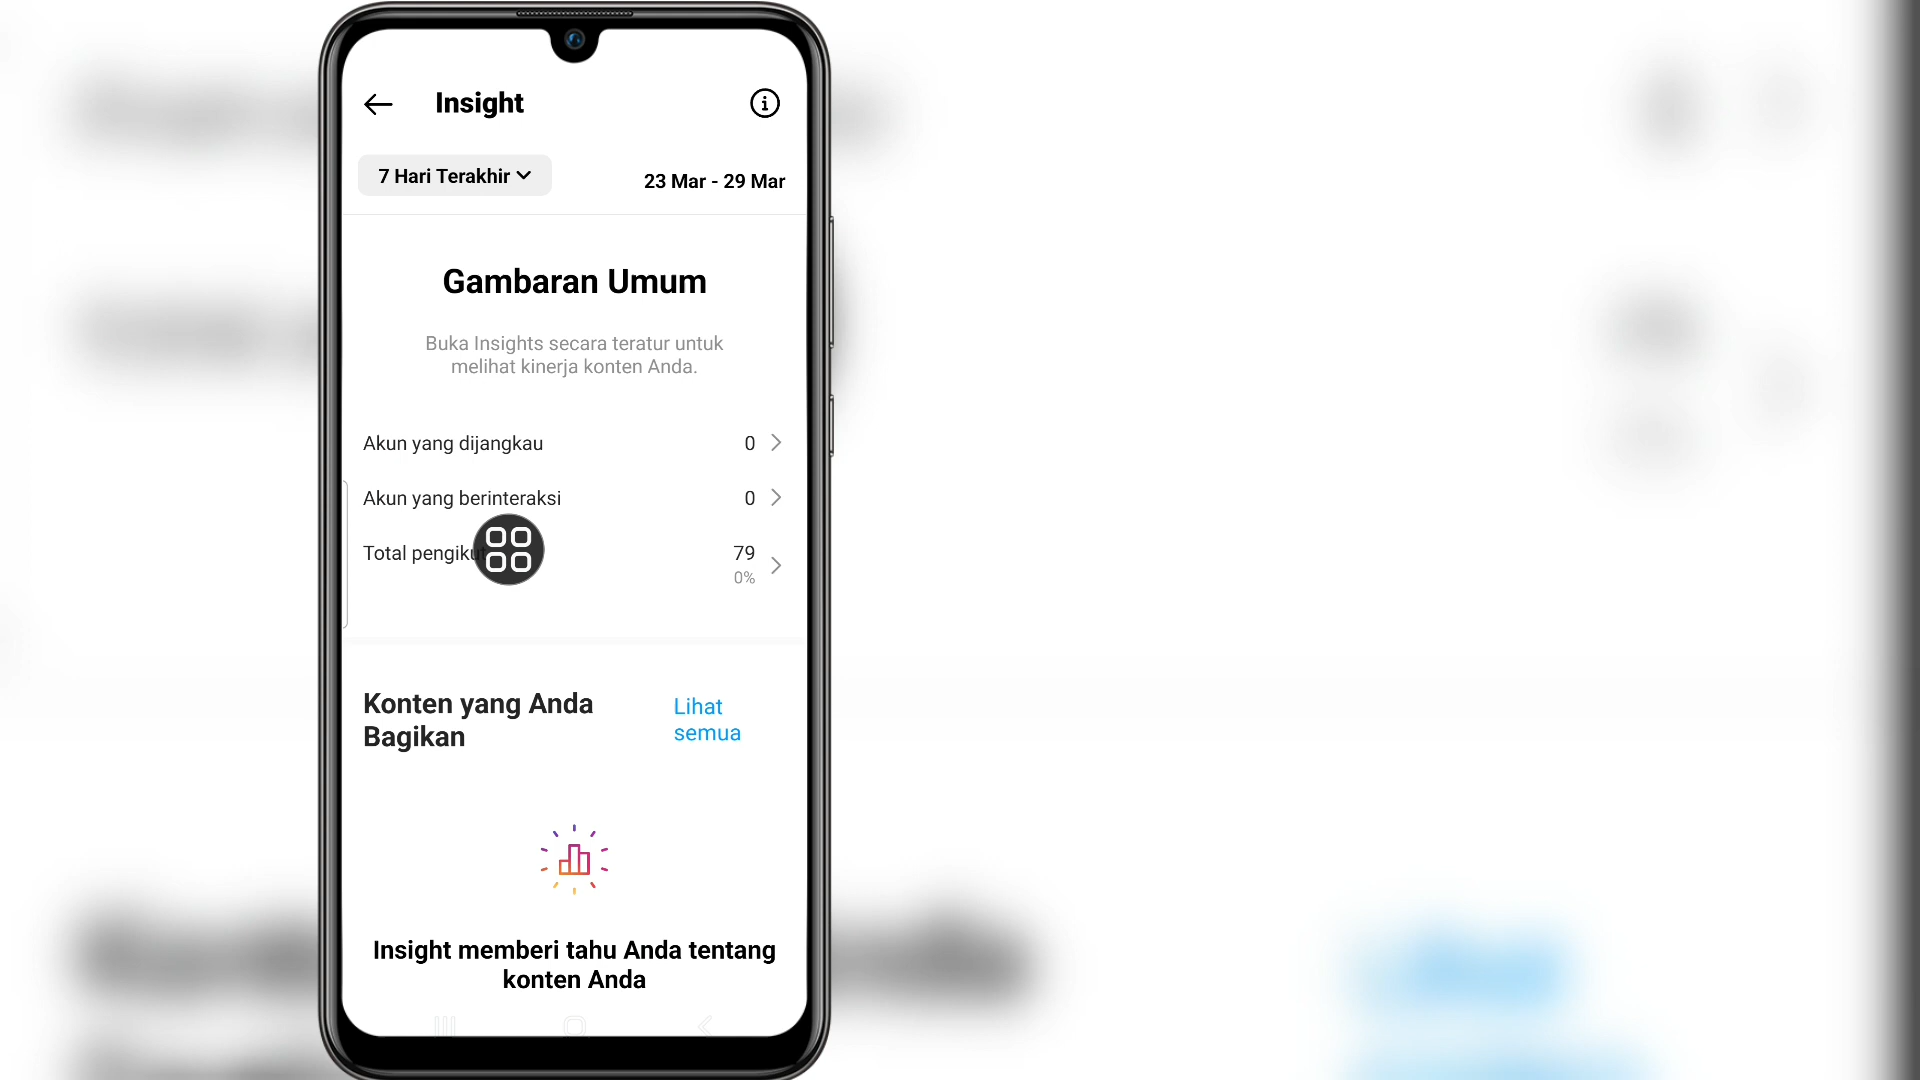 Insight
7 Hari Terakhir
23 Mar - 29 Mar
Gambaran Umum
Buka Insights secara teratur untuk
melihat kinerja konten Anda.
Akun yang dijangkau 0
Akun yang berinteraksi 0
Total pengikut 79
0%
Konten yang Anda
Bagikan
Lihat
semua
Insight memberi tahu Anda tentang
konten Anda